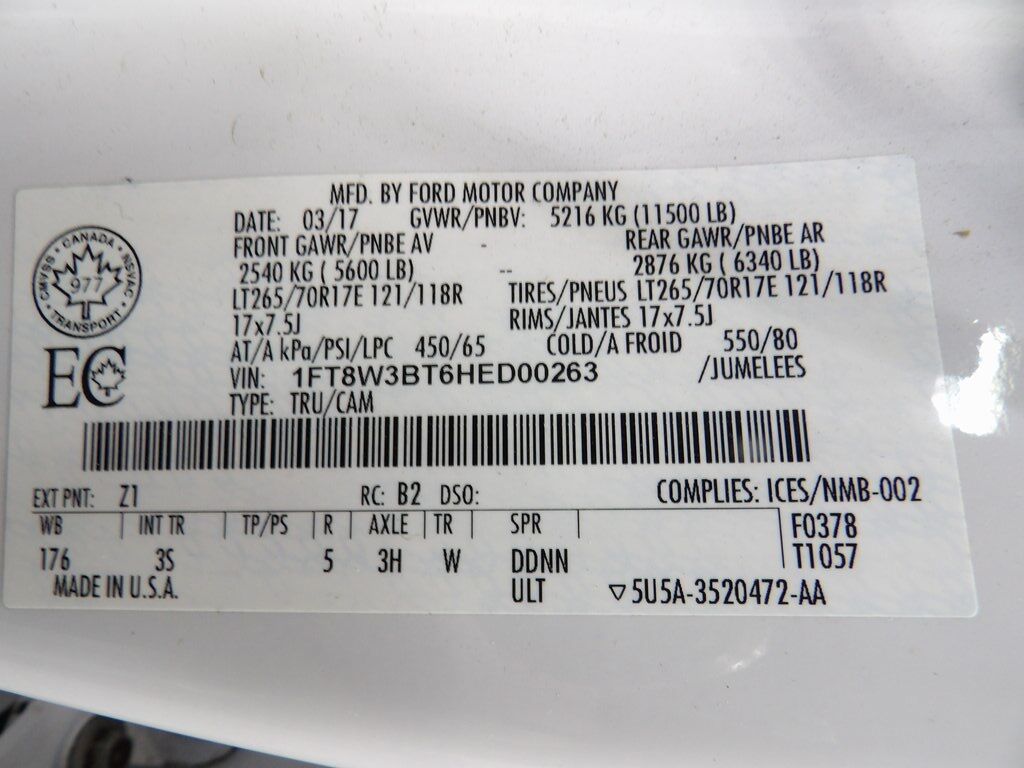 MFD. BY FORD MOTOR COMPANY
DATE: 03/17 GVWR/PNBV: 5216 KG (11500 LB)
FRONT GAWR/PNBE AV - REAR GAWR/PNBE AR
2540 KG ( 5600 LB) -- 2876 KG ( 6340 LB)
LT265/70R17E 121/118R TIRES/PNEUS LT265/70R17E 121/118R
17x7.5J RIMS/JANTES 17x7.5J
AT/A kPa/PSI/LPC 450/65 COLD/A FROID 550/80
VIN: 1FT8W3BT6HED00263 /JUMELEES
TYPE: TRU/CAM
CANADA
CMVSS • NSVAC
977
TRANSPORT
EC
EXT PNT: Z1 RC: B2 DSO: COMPLIES: ICES/NMB-002
WB | INT TR | TP/PS | R | AXLE | TR | SPR | F0378
176 3S 5 3H W DDNN T1057
MADE IN U.S.A. ULT ▽5U5A-3520472-AA